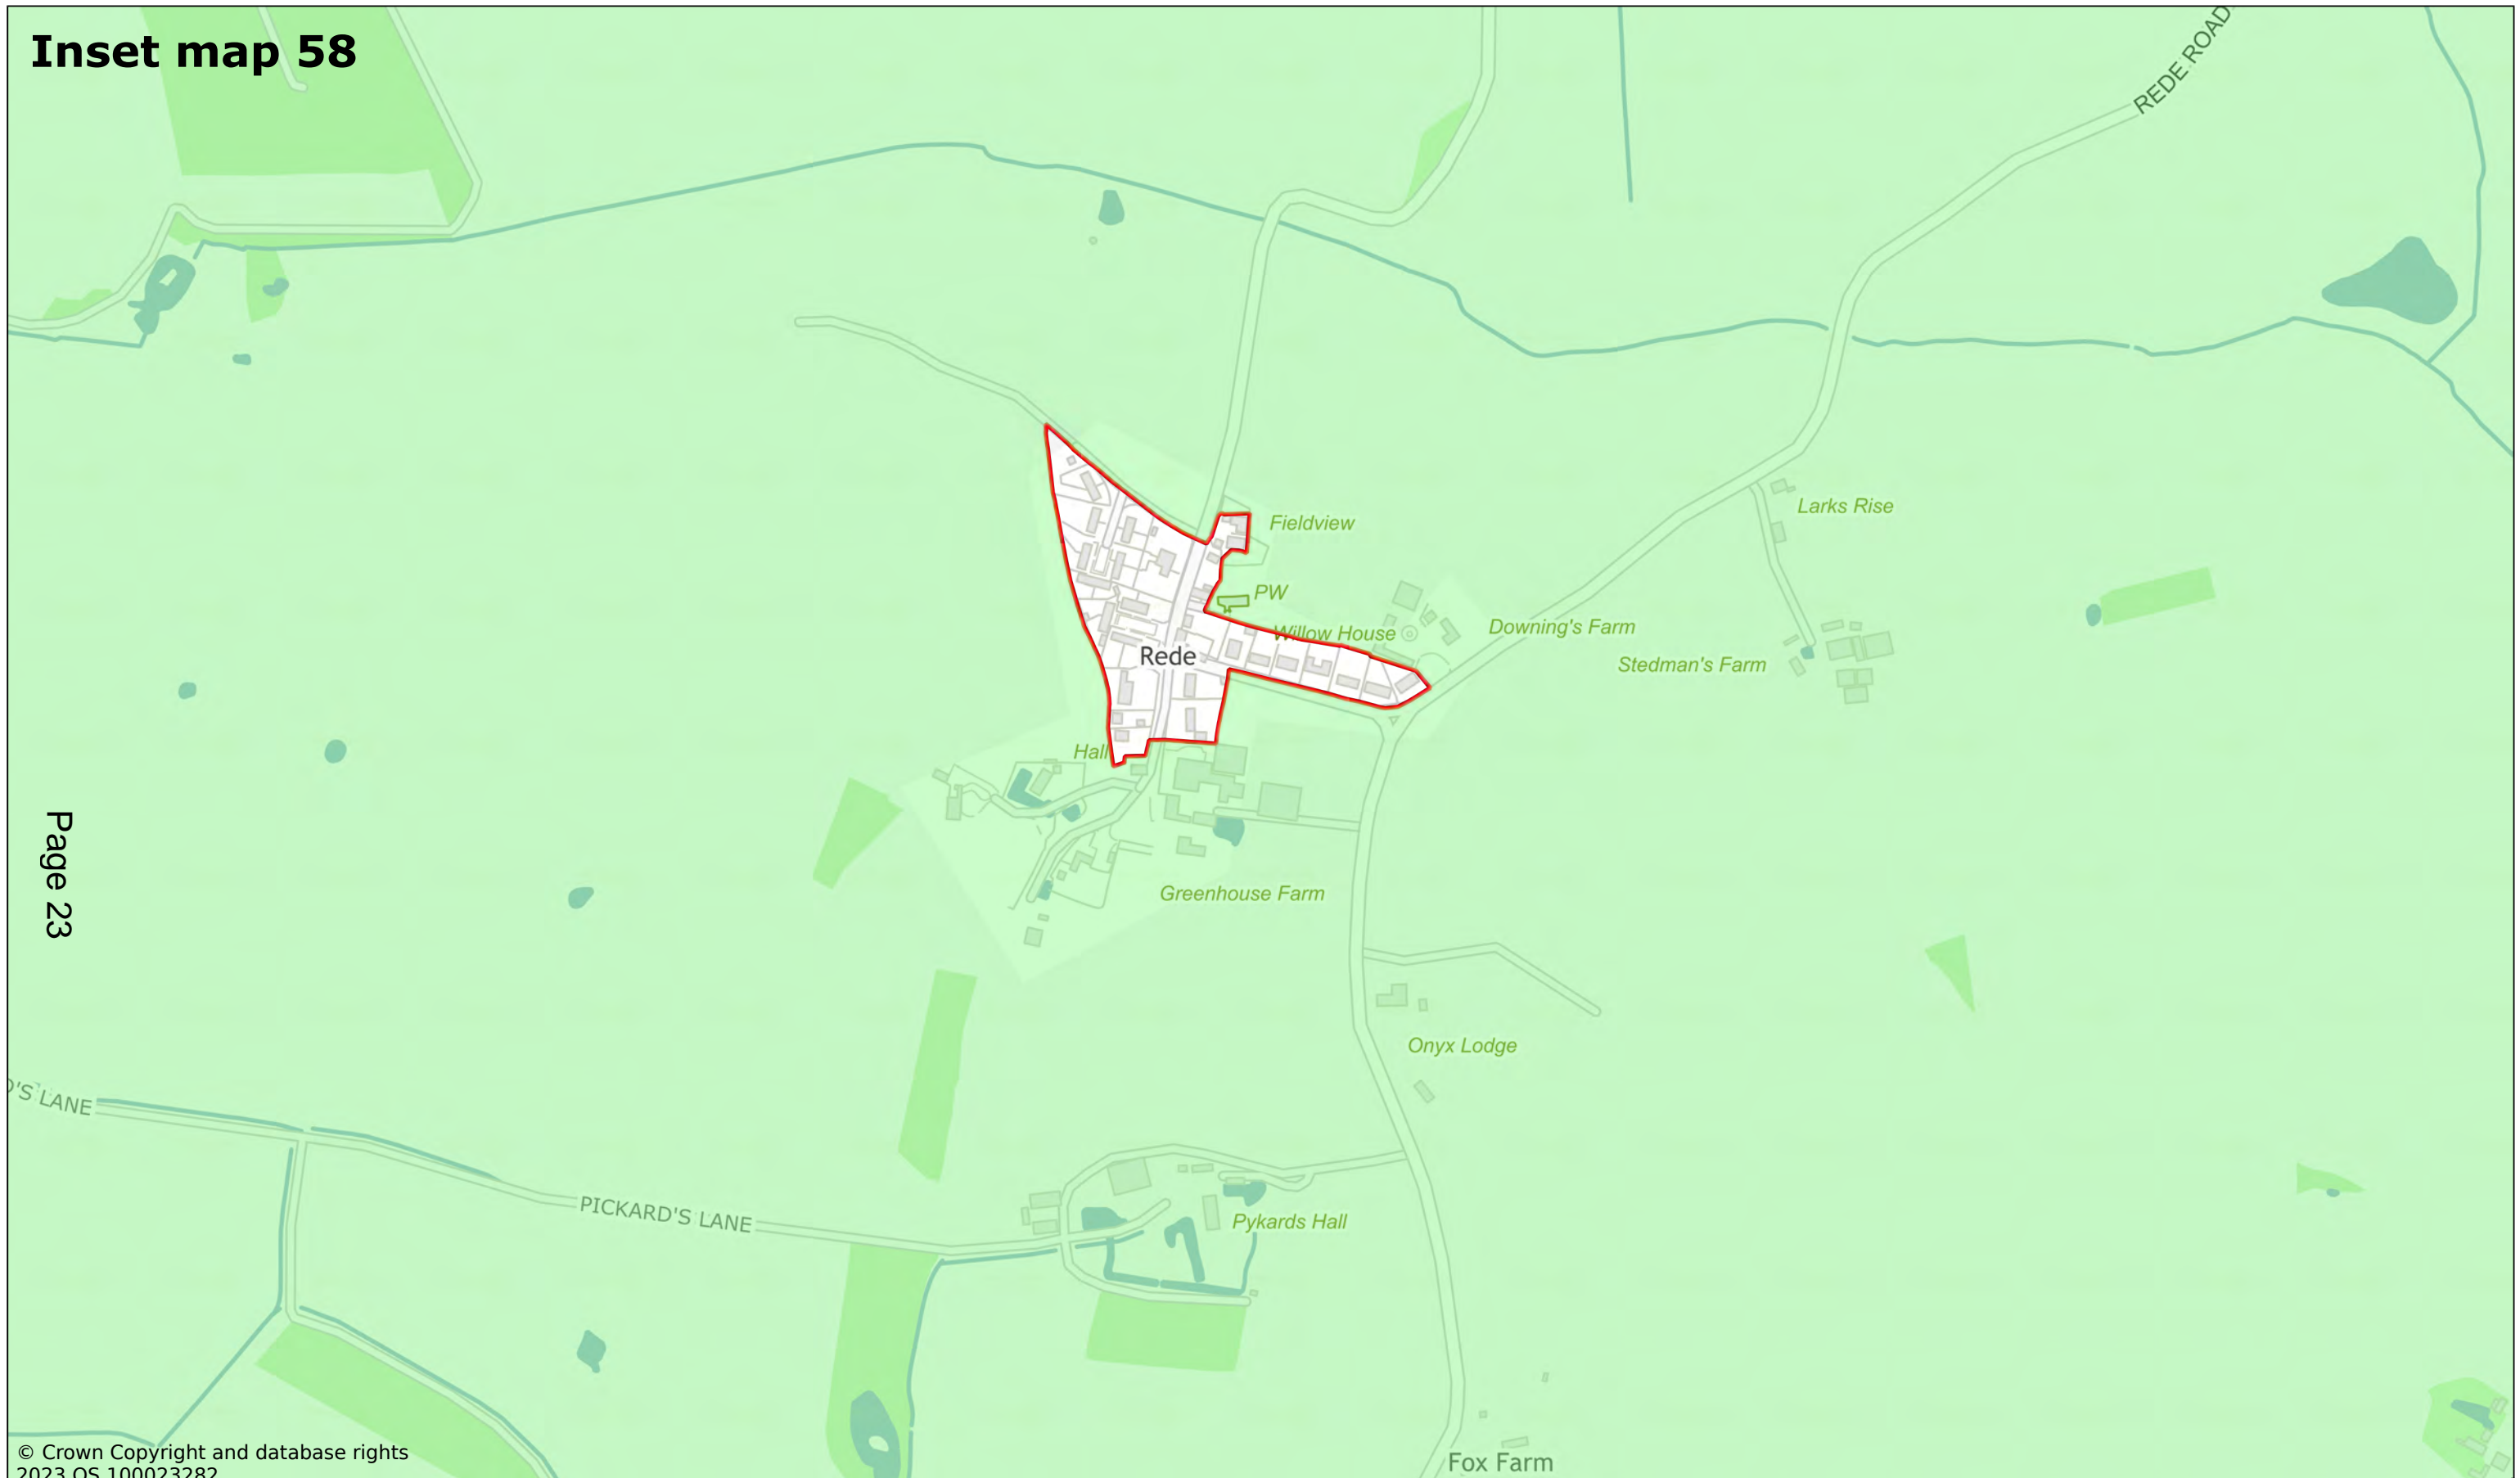 Inset map 58
REDE ROAD
Fieldview
Larks Rise
PW
Willow House
Downing's Farm
Rede
Stedman's Farm
Hall
Page 23
Greenhouse Farm
Onyx Lodge
D'S LANE
PICKARD'S LANE
Pykards Hall
Fox Farm
© Crown Copyright and database rights
2023 OS 100023282